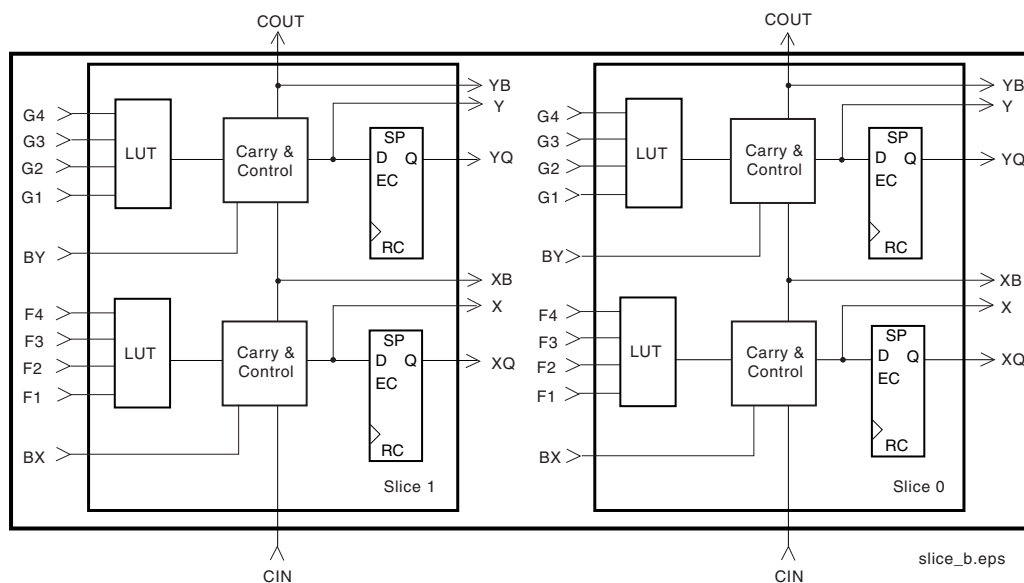 COUT COUT
YB YB
Y Y
G4 G4
G3 G3
G2 G2
G1 G1
LUT LUT
Carry & Control Carry & Control
SP SP
D Q D Q
EC EC
RC RC
YQ YQ
BY BY
XB XB
X X
F4 F4
F3 F3
F2 F2
F1 F1
LUT LUT
Carry & Control Carry & Control
SP SP
D Q D Q
EC EC
RC RC
XQ XQ
BX BX
Slice 1 Slice 0
CIN CIN
slice_b.eps